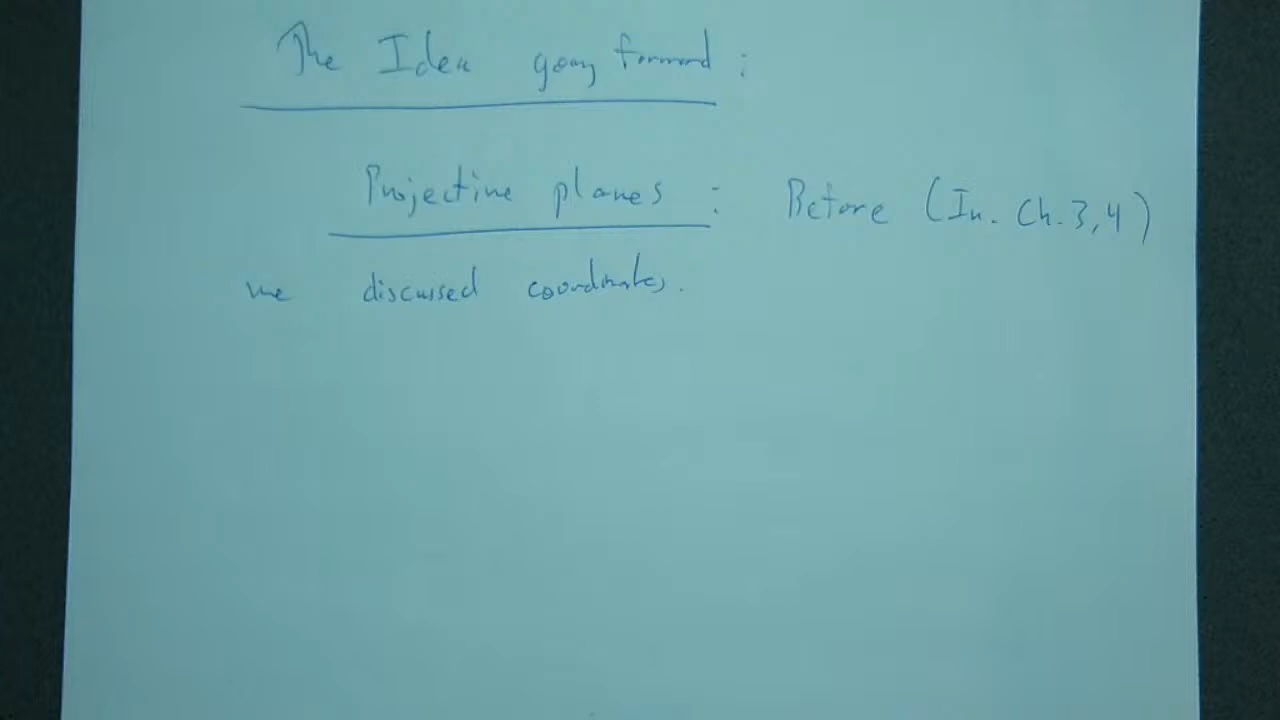 The Idea going forward :
Projective planes : Before (In. Ch. 3, 4)
we discussed coordinates.